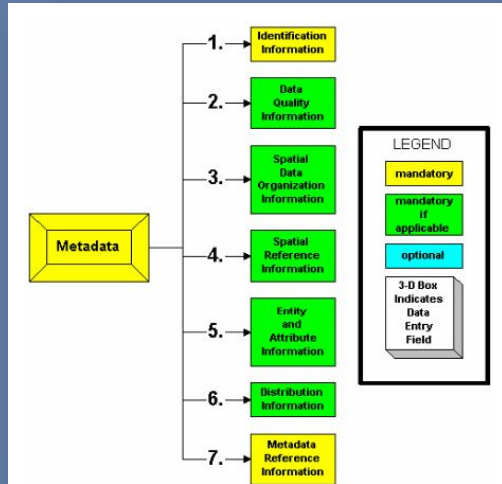 Metadata
1.
Identification
Information
2.
Data
Quality
Information
3.
Spatial
Data
Organization
Information
4.
Spatial
Reference
Information
5.
Entity
and
Attribute
Information
6.
Distribution
Information
7.
Metadata
Reference
Information
LEGEND
mandatory
mandatory
if
applicable
optional
3-D Box
Indicates
Data
Entry
Field